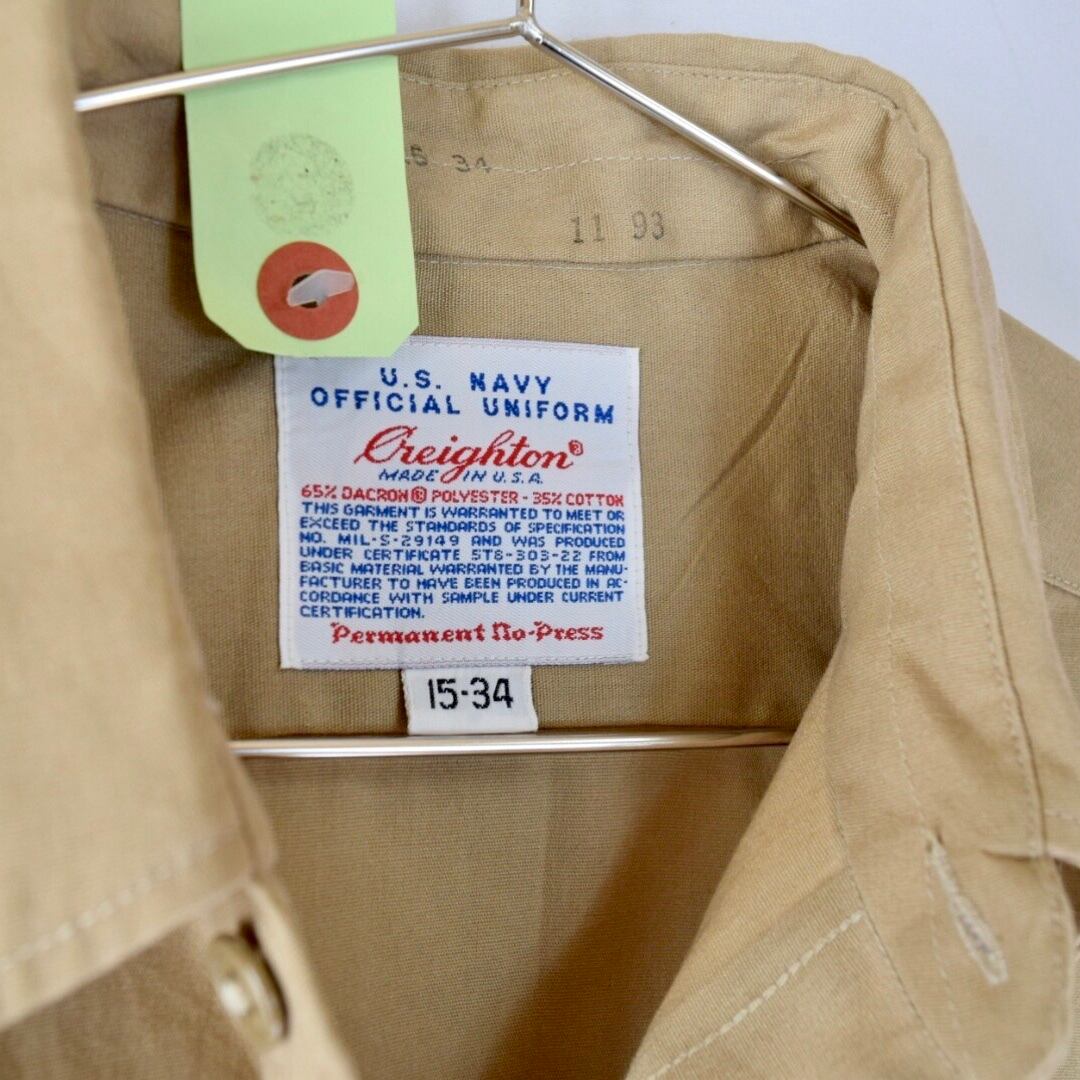 34
11 93
U.S. NAVY
OFFICIAL UNIFORM
Creighton®
MADE IN U.S.A.
65% DACRON® POLYESTER - 35% COTTON
THIS GARMENT IS WARRANTED TO MEET OR
EXCEED THE STANDARDS OF SPECIFICATION
NO. MIL-S-29149 AND WAS PRODUCED
UNDER CERTIFICATE ST8-303-22 FROM
BASIC MATERIAL WARRANTED BY THE MANU-
FACTURER TO HAVE BEEN PRODUCED IN AC-
CORDANCE WITH SAMPLE UNDER CURRENT
CERTIFICATION.
Permanent No-Press
15-34